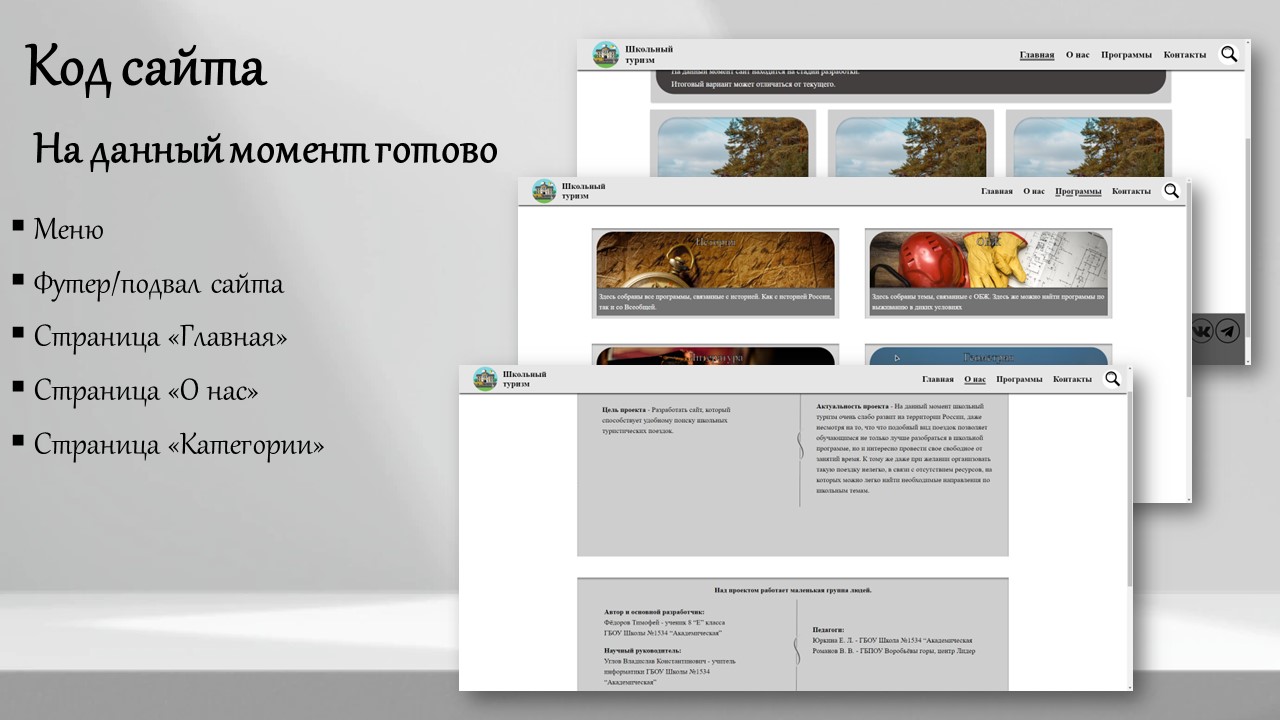 Код сайта
На данный момент готово
▪ Меню
▪ Футер/подвал сайта
▪ Страница «Главная»
▪ Страница «О нас»
▪ Страница «Категории»
Школьный
туризм
Главная О нас Программы Контакты
На данный момент сайт находится на стадии разработки.
Итоговый вариант может отличаться от текущего.
Школьный
туризм
Главная О нас Программы Контакты
История
Здесь собраны все программы, связанные с историей. Как с историей России,
так и со Всеобщей.
ОБЖ
Здесь собраны темы, связанные с ОБЖ. Здесь же можно найти программы по
выживанию в диких условиях
Литература
Геометрия
Школьный
туризм
Главная О нас Программы Контакты
Цель проекта - Разработать сайт, который
способствует удобному поиску школьных
туристических поездок.
Актуальность проекта - На данный момент школьный
туризм очень слабо развит на территории России, даже
несмотря на то, что что подобный вид поездок позволяет
обучающимся не только лучше разобраться в школьной
программе, но и интересно провести свое свободное от
занятий время. К тому же даже при желании организовать
такую поездку нелегко, в связи с отсутствием ресурсов, на
которых можно легко найти необходимые направления по
школьным темам.
Над проектом работает маленькая группа людей.
Автор и основной разработчик:
Фёдоров Тимофей - ученик 8 “Е” класса
ГБОУ Школы №1534 “Академическая”
Научный руководитель:
Углов Владислав Константинович - учитель
информатики ГБОУ Школы №1534
“Академическая”
Педагоги:
Юркина Е. Л. - ГБОУ Школа №1534 “Академическая
Романов В. В. - ГБПОУ Воробьёвы горы, центр Лидер